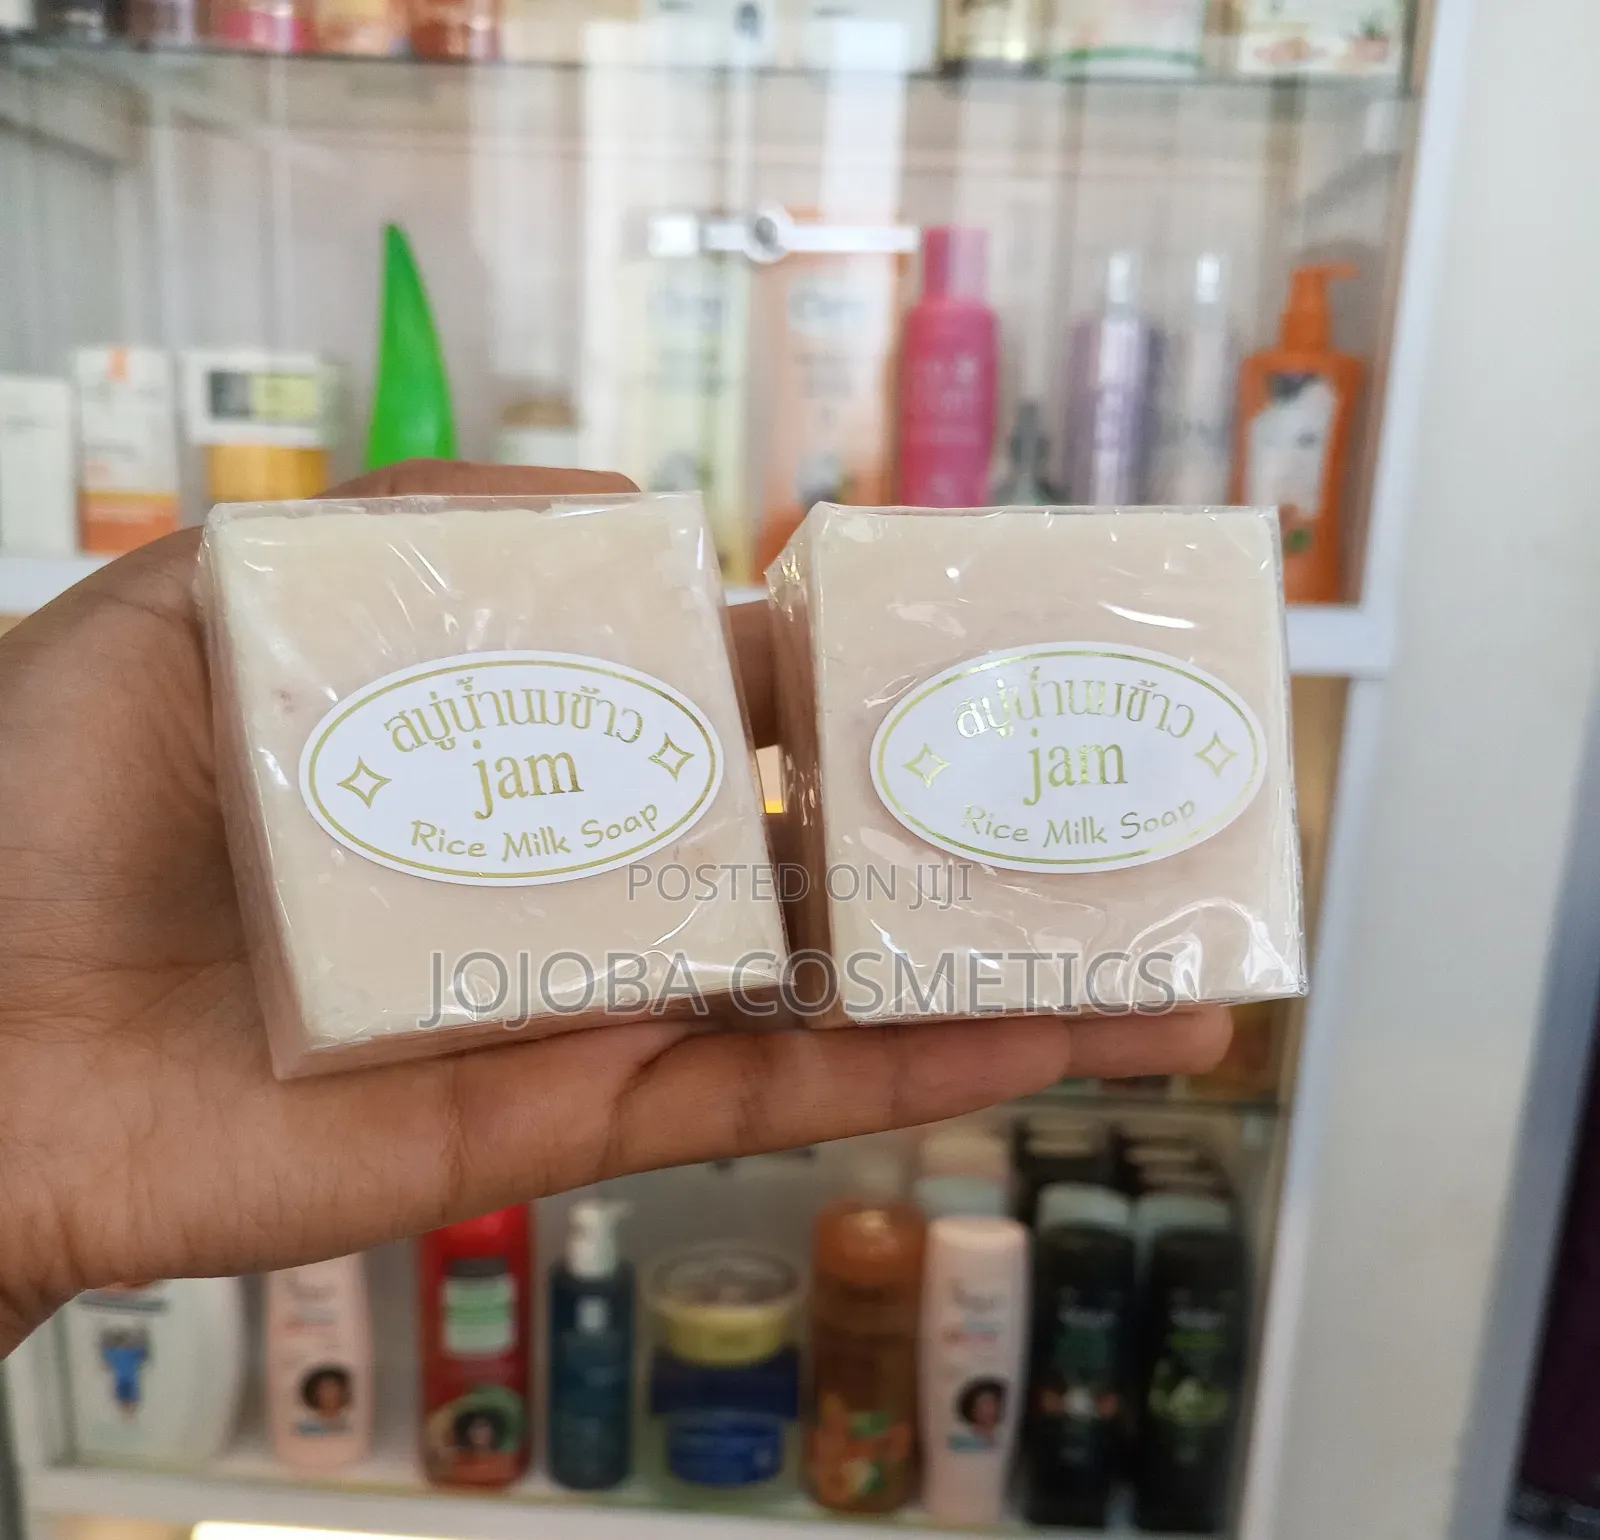 สบู่น้ำนมข้าว
jam
Rice Milk Soap
สบู่น้ำนมข้าว
jam
Rice Milk Soap
POSTED ON JIJI
JOJOBA COSMETICS